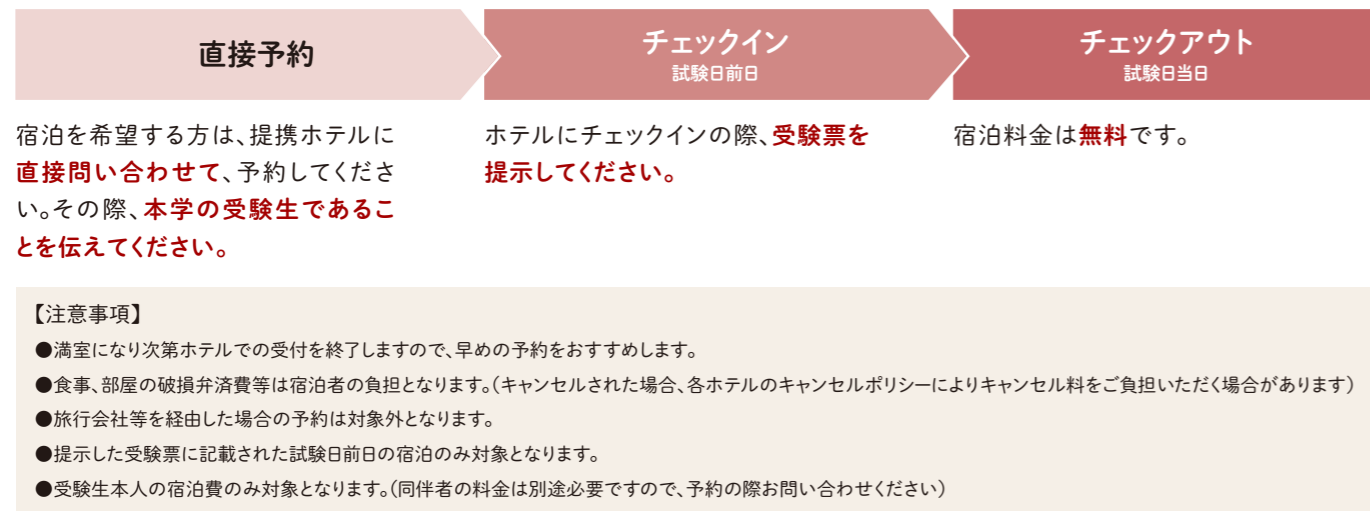 直接予約
チェックイン
試験日前日
チェックアウト
試験日当日
宿泊を希望する方は、提携ホテルに
直接問い合わせて、予約してくださ
い。その際、本学の受験生であるこ
とを伝えてください。
ホテルにチェックインの際、受験票を
提示してください。
宿泊料金は無料です。
【注意事項】
●満室になり次第ホテルでの受付を終了しますので、早めの予約をおすすめします。
●食事、部屋の破損弁済費等は宿泊者の負担となります。（キャンセルされた場合、各ホテルのキャンセルポリシーによりキャンセル料をご負担いただく場合があります）
●旅行会社等を経由した場合の予約は対象外となります。
●提示した受験票に記載された試験日前日の宿泊のみ対象となります。
●受験生本人の宿泊費のみ対象となります。（同伴者の料金は別途必要ですので、予約の際お問い合わせください）